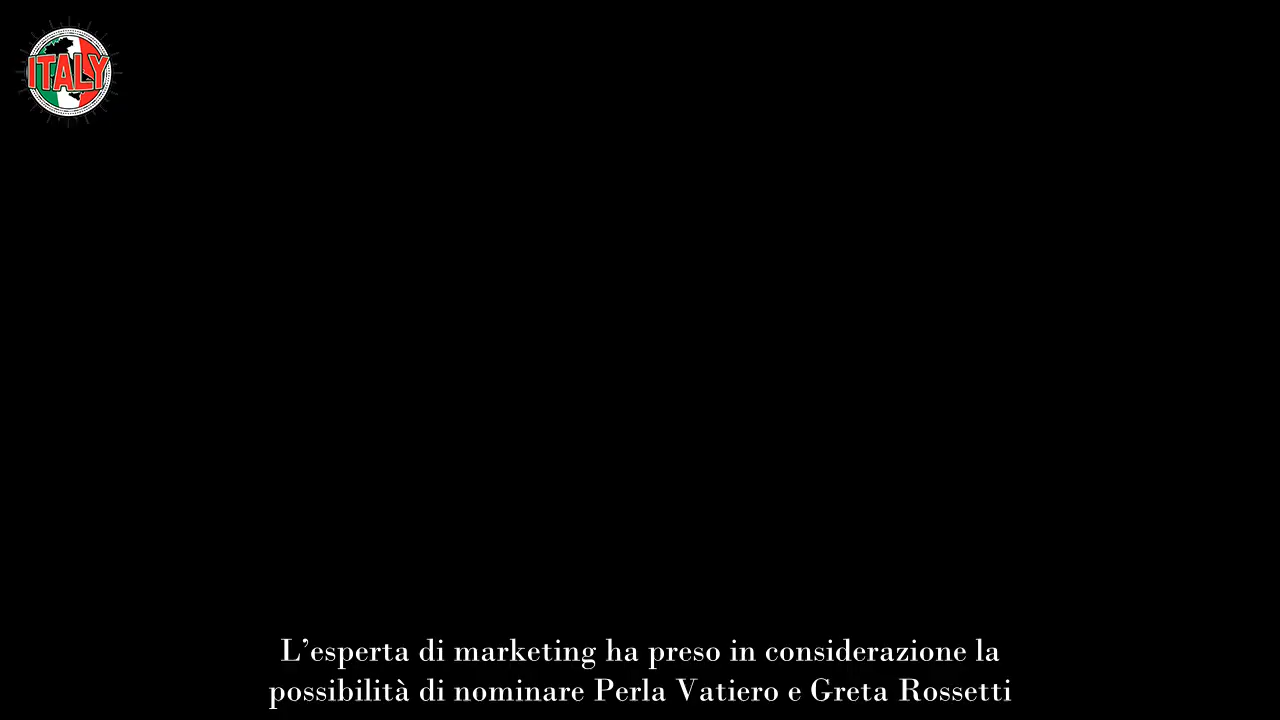 ITALY
L’esperta di marketing ha preso in considerazione la
possibilità di nominare Perla Vatiero e Greta Rossetti